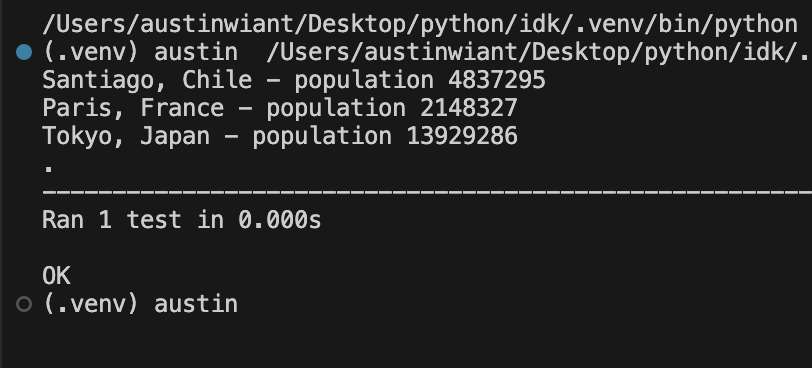 /Users/austinwiant/Desktop/python/idk/.venv/bin/python
(.venv) austin  /Users/austinwiant/Desktop/python/idk/.
Santiago, Chile – population 4837295
Paris, France – population 2148327
Tokyo, Japan – population 13929286
.
----------------------------------------------------------------------
Ran 1 test in 0.000s

OK
(.venv) austin